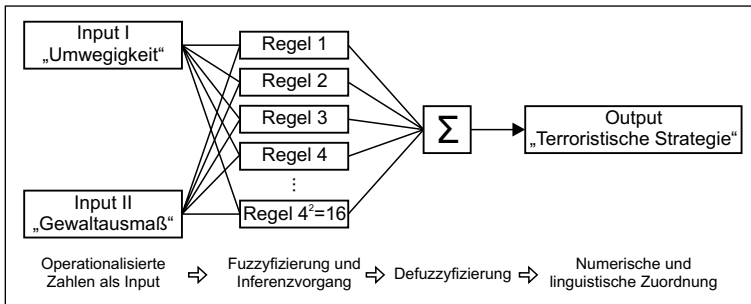 Input I
„Umwegigkeit“
Input II
„Gewaltausmaß“
Regel 1
Regel 2
Regel 3
Regel 4
⋮
Regel 4²=16
Σ
Output
„Terroristische Strategie“
Operationalisierte
Zahlen als Input
Fuzzyfizierung und
Inferenzvorgang
Defuzzyfizierung
Numerische und
linguistische Zuordnung